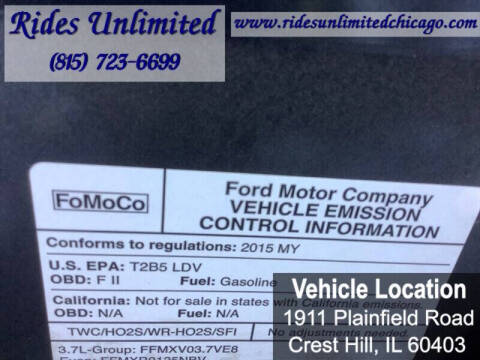 Rides Unlimited
(815) 723-6699
www.ridesunlimitedchicago.com
FoMoCo
Ford Motor Company
VEHICLE EMISSION
CONTROL INFORMATION
Conforms to regulations: 2015 MY
U.S. EPA: T2B5 LDV
OBD: F II Fuel: Gasoline
California: Not for sale in states with California emissions.
OBD: N/A Fuel: N/A
TWC/HO2S/WR-HO2S/SFI No adjustments needed.
3.7L-Group: FFMXV03.7VE8
Vehicle Location
1911 Plainfield Road
Crest Hill, IL 60403